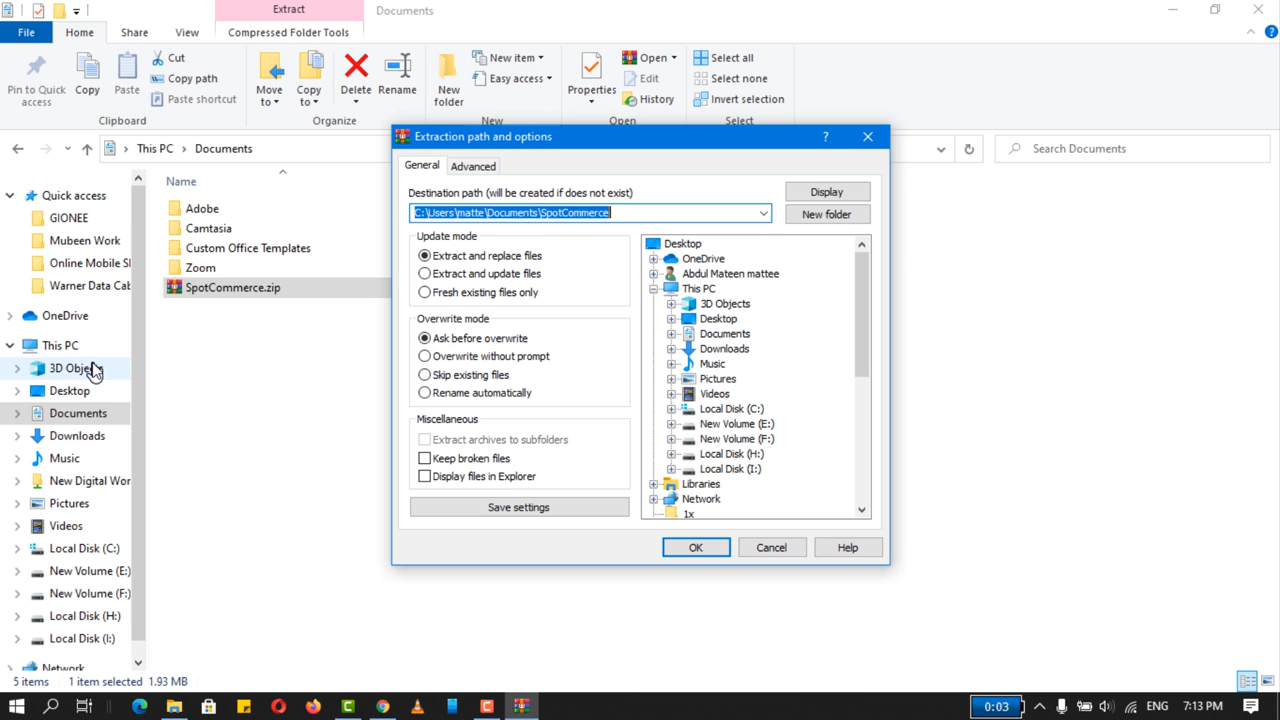 Extract
Documents
File
Home
Share
View
Compressed Folder Tools
Pin to Quick access
Copy
Paste
Cut
Copy path
Paste shortcut
Move to
Copy to
Delete
Rename
New folder
New item
Easy access
Properties
Open
Edit
History
Select all
Select none
Invert selection
Clipboard
Organize
New
Open
Select
This PC
Documents
Search Documents
Quick access
GIONEE
Mubeen Work
Online Mobile S
Warner Data Cab
OneDrive
This PC
3D Obje
Desktop
Documents
Downloads
Music
New Digital Wor
Pictures
Videos
Local Disk (C:)
New Volume (E:)
New Volume (F:)
Local Disk (H:)
Local Disk (I:)
Network
Name
Adobe
Camtasia
Custom Office Templates
Zoom
SpotCommerce.zip
Extraction path and options
?
General
Advanced
Destination path (will be created if does not exist)
Display
C:\Users\matte\Documents\SpotCommerce
New folder
Update mode
Extract and replace files
Extract and update files
Fresh existing files only
Overwrite mode
Ask before overwrite
Overwrite without prompt
Skip existing files
Rename automatically
Miscellaneous
Extract archives to subfolders
Keep broken files
Display files in Explorer
Save settings
Desktop
OneDrive
Abdul Mateen mattee
This PC
3D Objects
Desktop
Documents
Downloads
Music
Pictures
Videos
Local Disk (C:)
New Volume (E:)
New Volume (F:)
Local Disk (H:)
Local Disk (I:)
Libraries
Network
1x
OK
Cancel
Help
5 items
1 item selected 1.93 MB
0:03
ENG
7:13 PM